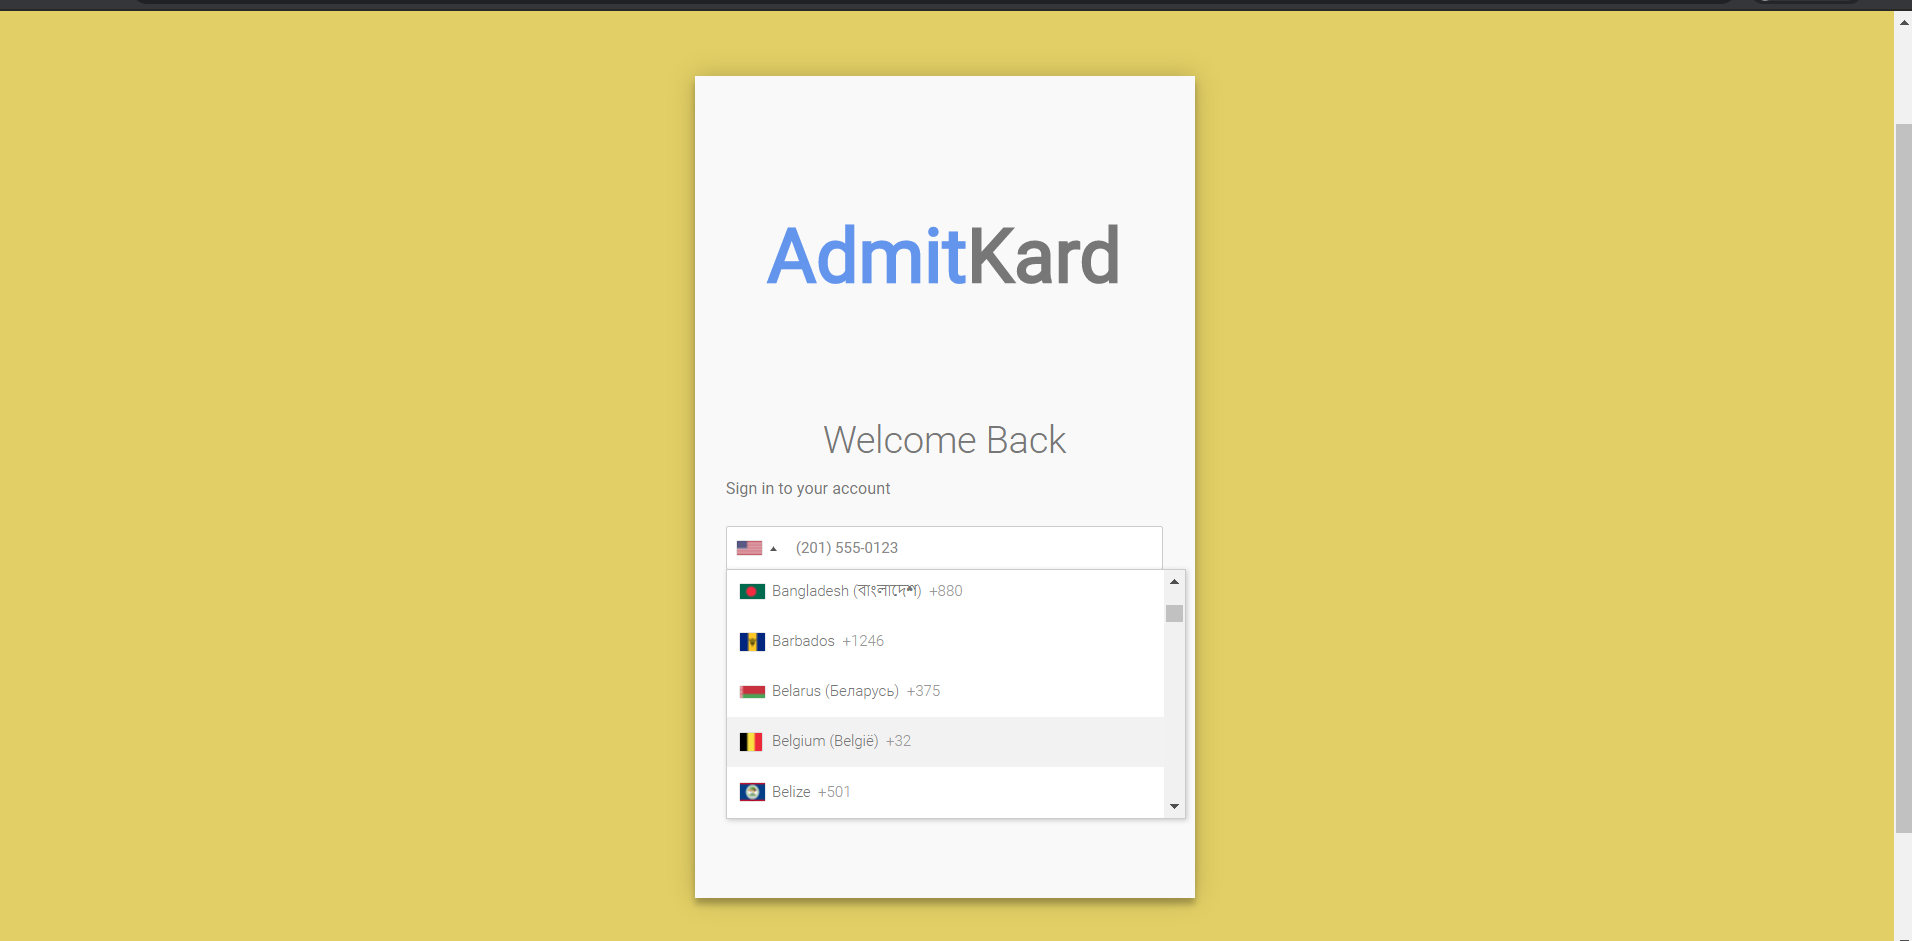 AdmitKard
Welcome Back
Sign in to your account
(201) 555-0123
Bangladesh (বাংলাদেশ) +880
Barbados +1246
Belarus (Беларусь) +375
Belgium (België) +32
Belize +501